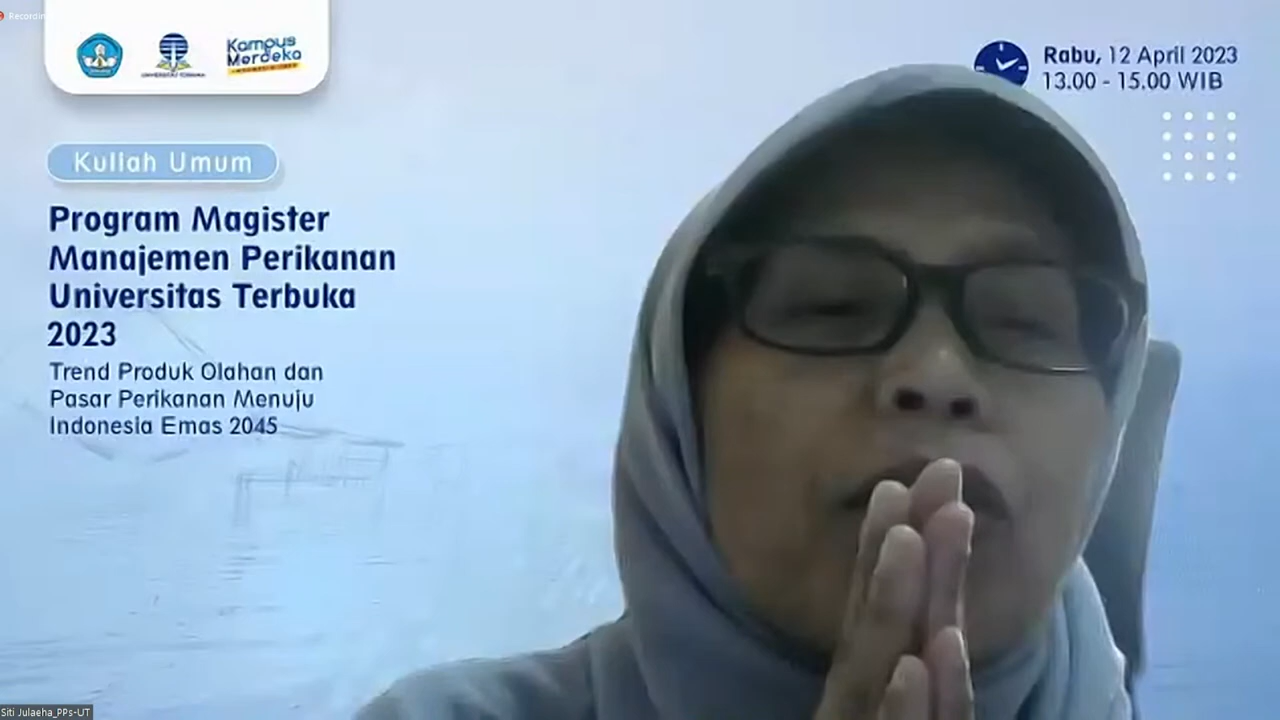 Recording
Kampus
Merdeka
Rabu, 12 April 2023
13.00 - 15.00 WIB
Kuliah Umum
Program Magister
Manajemen Perikanan
Universitas Terbuka
2023
Trend Produk Olahan dan
Pasar Perikanan Menuju
Indonesia Emas 2045
Siti Julaeha_PPs-UT